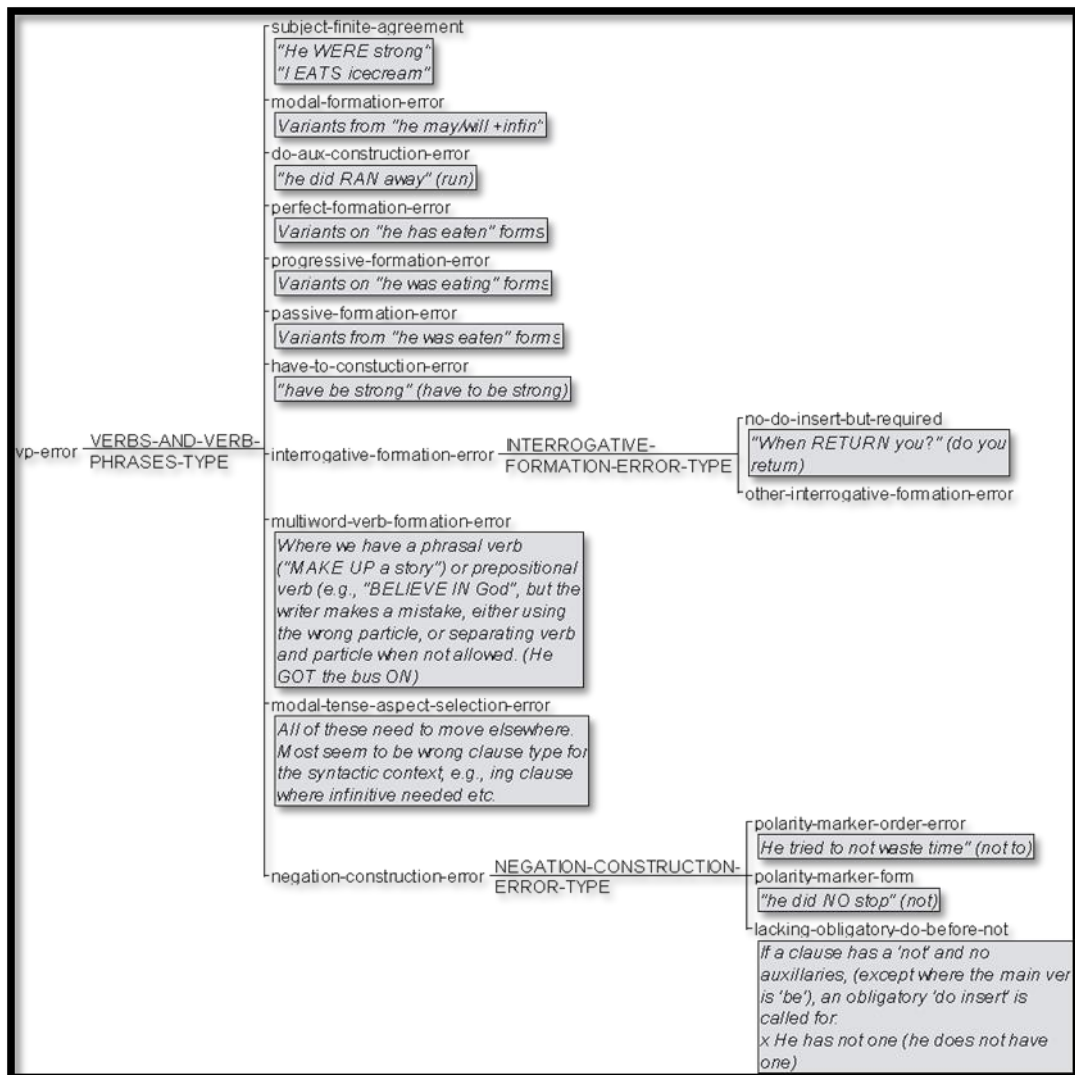 subject-finite-agreement
"He WERE strong"
"I EATS icecream"
modal-formation-error
Variants from "he may/will +infin"
do-aux-construction-error
"he did RAN away" (run)
perfect-formation-error
Variants on "he has eaten" forms
progressive-formation-error
Variants on "he was eating" forms
passive-formation-error
Variants from "he was eaten" forms
have-to-constuction-error
"have be strong" (have to be strong)
vp-error
VERBS-AND-VERB-
PHRASES-TYPE
interrogative-formation-error
INTERROGATIVE-
FORMATION-ERROR-TYPE
no-do-insert-but-required
"When RETURN you?" (do you
return)
other-interrogative-formation-error
multiword-verb-formation-error
Where we have a phrasal verb
("MAKE UP a story") or prepositional
verb (e.g., "BELIEVE IN God", but the
writer makes a mistake, either using
the wrong particle, or separating verb
and particle when not allowed. (He
GOT the bus ON)
modal-tense-aspect-selection-error
All of these need to move elsewhere.
Most seem to be wrong clause type for
the syntactic context, e.g., ing clause
where infinitive needed etc.
negation-construction-error
NEGATION-CONSTRUCTION-
ERROR-TYPE
polarity-marker-order-error
He tried to not waste time" (not to)
polarity-marker-form
"he did NO stop" (not)
lacking-obligatory-do-before-not
If a clause has a 'not' and no
auxillaries, (except where the main ver
is 'be'), an obligatory 'do insert' is
called for.
x He has not one (he does not have
one)